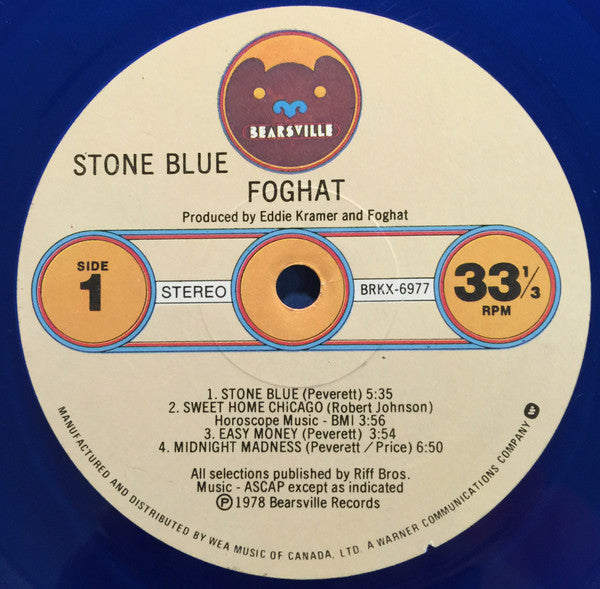 BEARSVILLE
STONE BLUE
FOGHAT
Produced by Eddie Kramer and Foghat
SIDE
1
STEREO
BRKX-6977
33 1/3
RPM
1. STONE BLUE (Peverett) 5:35
2. SWEET HOME CHiCAGO (Robert Johnson)
Horoscope Music - BMI 3:56
3. EASY MONEY (Peverett) 3:54
4. MIDNIGHT MADNESS (Peverett / Price) 6:50
All selections published by Riff Bros.
Music - ASCAP except as indicated
Ⓟ 1978 Bearsville Records
MANUFACTURED AND DISTRIBUTED BY WEA MUSIC OF CANADA, LTD. A WARNER COMMUNICATIONS COMPANY